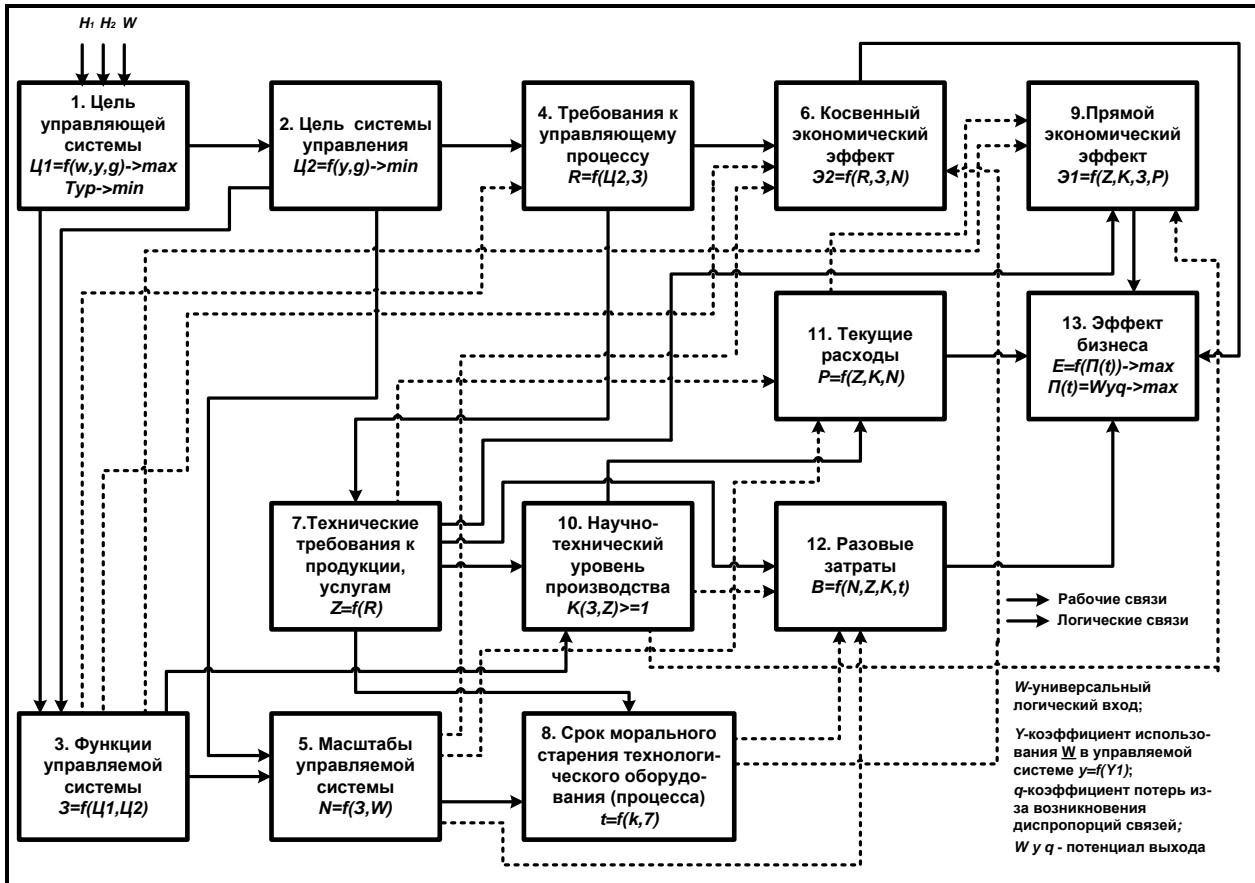 H1 H2 W
1. Цель
управляющей
системы
Ц1=f(w,y,g)->max
Typ->min
2. Цель системы
управления
Ц2=f(y,g)->min
4. Требования к
управляющему
процессу
R=f(Ц2,З)
6. Косвенный
экономический
эффект
Э2=f(R,З,N)
9.Прямой
экономический
эффект
Э1=f(Z,K,З,P)
11. Текущие
расходы
P=f(Z,K,N)
13. Эффект
бизнеса
E=f(П(t))->max
П(t)=Wyq->max
7.Технические
требования к
продукции,
услугам
Z=f(R)
10. Научно-
технический
уровень
производства
K(З,Z)>=1
12. Разовые
затраты
B=f(N,Z,K,t)
Рабочие связи
Логические связи
3. Функции
управляемой
системы
З=f(Ц1,Ц2)
5. Масштабы
управляемой
системы
N=f(З,W)
8. Срок морального
старения технологи-
ческого оборудо-
вания (процесса)
t=f(k,7)
W-универсальный
логический вход;
Y-коэффициент использо-
вания W в управляемой
системе y=f(Y1);
q-коэффициент потерь из-
за возникновения
диспропорций связей;
W y q - потенциал выхода